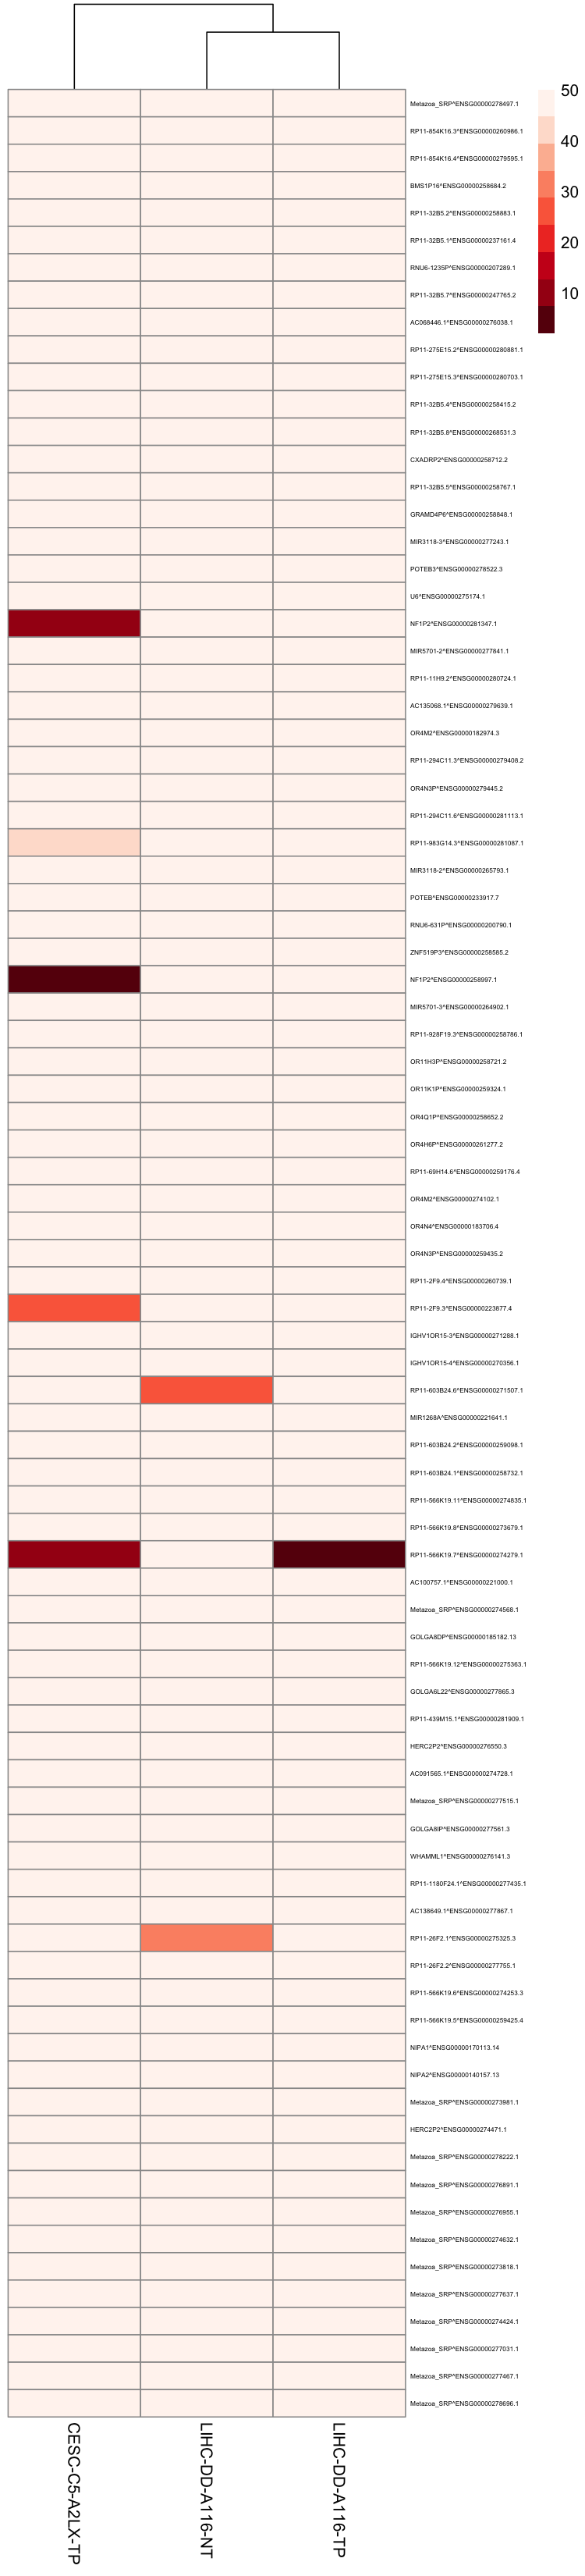 Metazoa_SRP^ENSG00000278497.1
RP11-854K16.3^ENSG00000260986.1
RP11-854K16.4^ENSG00000279595.1
BMS1P16^ENSG00000258684.2
RP11-32B5.2^ENSG00000258883.1
RP11-32B5.1^ENSG00000237161.4
RNU6-1235P^ENSG00000207289.1
RP11-32B5.7^ENSG00000247765.2
AC068446.1^ENSG00000276038.1
RP11-275E15.2^ENSG00000280881.1
RP11-275E15.3^ENSG00000280703.1
RP11-32B5.4^ENSG00000258415.2
RP11-32B5.8^ENSG00000268531.3
CXADRP2^ENSG00000258712.2
RP11-32B5.5^ENSG00000258767.1
GRAMD4P6^ENSG00000258848.1
MIR3118-3^ENSG00000277243.1
POTEB3^ENSG00000278522.3
U6^ENSG00000275174.1
NF1P2^ENSG00000281347.1
MIR5701-2^ENSG00000277841.1
RP11-11H9.2^ENSG00000280724.1
AC135068.1^ENSG00000279639.1
OR4M2^ENSG00000182974.3
RP11-294C11.3^ENSG00000279408.2
OR4N3P^ENSG00000279445.2
RP11-294C11.6^ENSG00000281113.1
RP11-983G14.3^ENSG00000281087.1
MIR3118-2^ENSG00000265793.1
POTEB^ENSG00000233917.7
RNU6-631P^ENSG00000200790.1
ZNF519P3^ENSG00000258585.2
NF1P2^ENSG00000258997.1
MIR5701-3^ENSG00000264902.1
RP11-928F19.3^ENSG00000258786.1
OR11H3P^ENSG00000258721.2
OR11K1P^ENSG00000259324.1
OR4Q1P^ENSG00000258652.2
OR4H6P^ENSG00000261277.2
RP11-69H14.6^ENSG00000259176.4
OR4M2^ENSG00000274102.1
OR4N4^ENSG00000183706.4
OR4N3P^ENSG00000259435.2
RP11-2F9.4^ENSG00000260739.1
RP11-2F9.3^ENSG00000223877.4
IGHV1OR15-3^ENSG00000271288.1
IGHV1OR15-4^ENSG00000270356.1
RP11-603B24.6^ENSG00000271507.1
MIR1268A^ENSG00000221641.1
RP11-603B24.2^ENSG00000259098.1
RP11-603B24.1^ENSG00000258732.1
RP11-566K19.11^ENSG00000274835.1
RP11-566K19.8^ENSG00000273679.1
RP11-566K19.7^ENSG00000274279.1
AC100757.1^ENSG00000221000.1
Metazoa_SRP^ENSG00000274568.1
GOLGA8DP^ENSG00000185182.13
RP11-566K19.12^ENSG00000275363.1
GOLGA6L22^ENSG00000277865.3
RP11-439M15.1^ENSG00000281909.1
HERC2P2^ENSG00000276550.3
AC091565.1^ENSG00000274728.1
Metazoa_SRP^ENSG00000277515.1
GOLGA8IP^ENSG00000277561.3
WHAMML1^ENSG00000276141.3
RP11-1180F24.1^ENSG00000277435.1
AC138649.1^ENSG00000277867.1
RP11-26F2.1^ENSG00000275325.3
RP11-26F2.2^ENSG00000277755.1
RP11-566K19.6^ENSG00000274253.3
RP11-566K19.5^ENSG00000259425.4
NIPA1^ENSG00000170113.14
NIPA2^ENSG00000140157.13
Metazoa_SRP^ENSG00000273981.1
HERC2P2^ENSG00000274471.1
Metazoa_SRP^ENSG00000278222.1
Metazoa_SRP^ENSG00000276891.1
Metazoa_SRP^ENSG00000276955.1
Metazoa_SRP^ENSG00000274632.1
Metazoa_SRP^ENSG00000273818.1
Metazoa_SRP^ENSG00000277637.1
Metazoa_SRP^ENSG00000274424.1
Metazoa_SRP^ENSG00000277031.1
Metazoa_SRP^ENSG00000277467.1
Metazoa_SRP^ENSG00000278696.1
50
40
30
20
10
CESC-C5-A2LX-TP
LIHC-DD-A116-NT
LIHC-DD-A116-TP